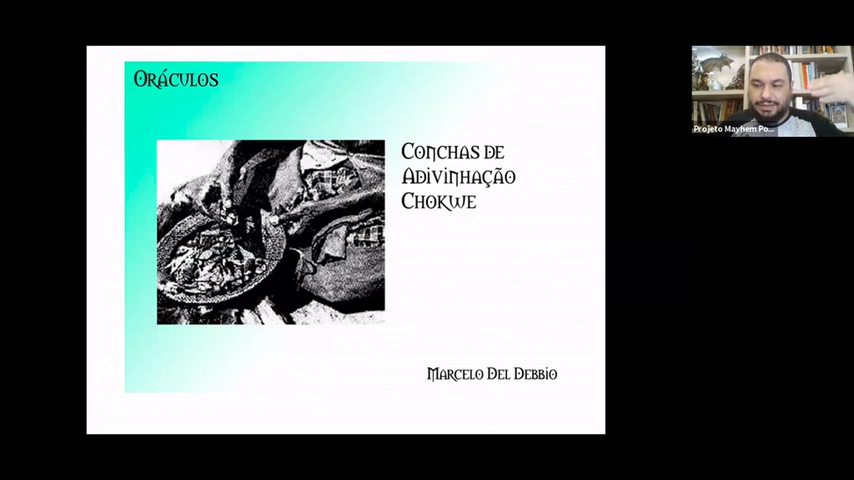 Oráculos
Conchas de
Adivinhação
Chokwe
Marcelo Del Debbio
Projeto Mayhem Po...